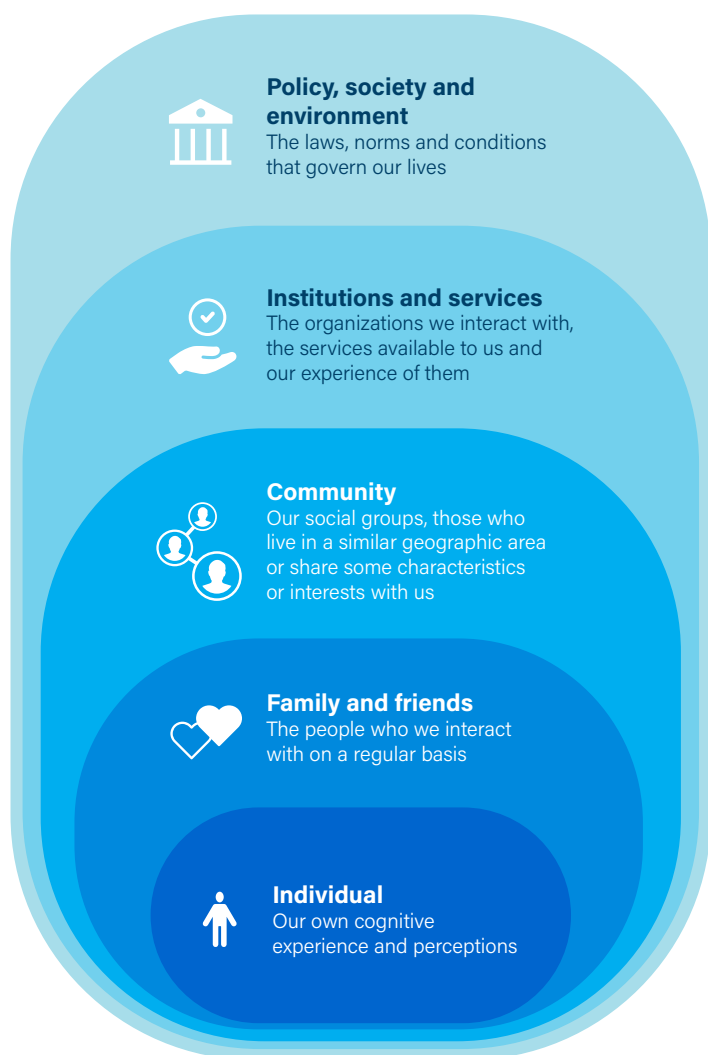 Policy, society and
environment
The laws, norms and conditions
that govern our lives
Institutions and services
The organizations we interact with,
the services available to us and
our experience of them
Community
Our social groups, those who
live in a similar geographic area
or share some characteristics
or interests with us
Family and friends
The people who we interact
with on a regular basis
Individual
Our own cognitive
experience and perceptions